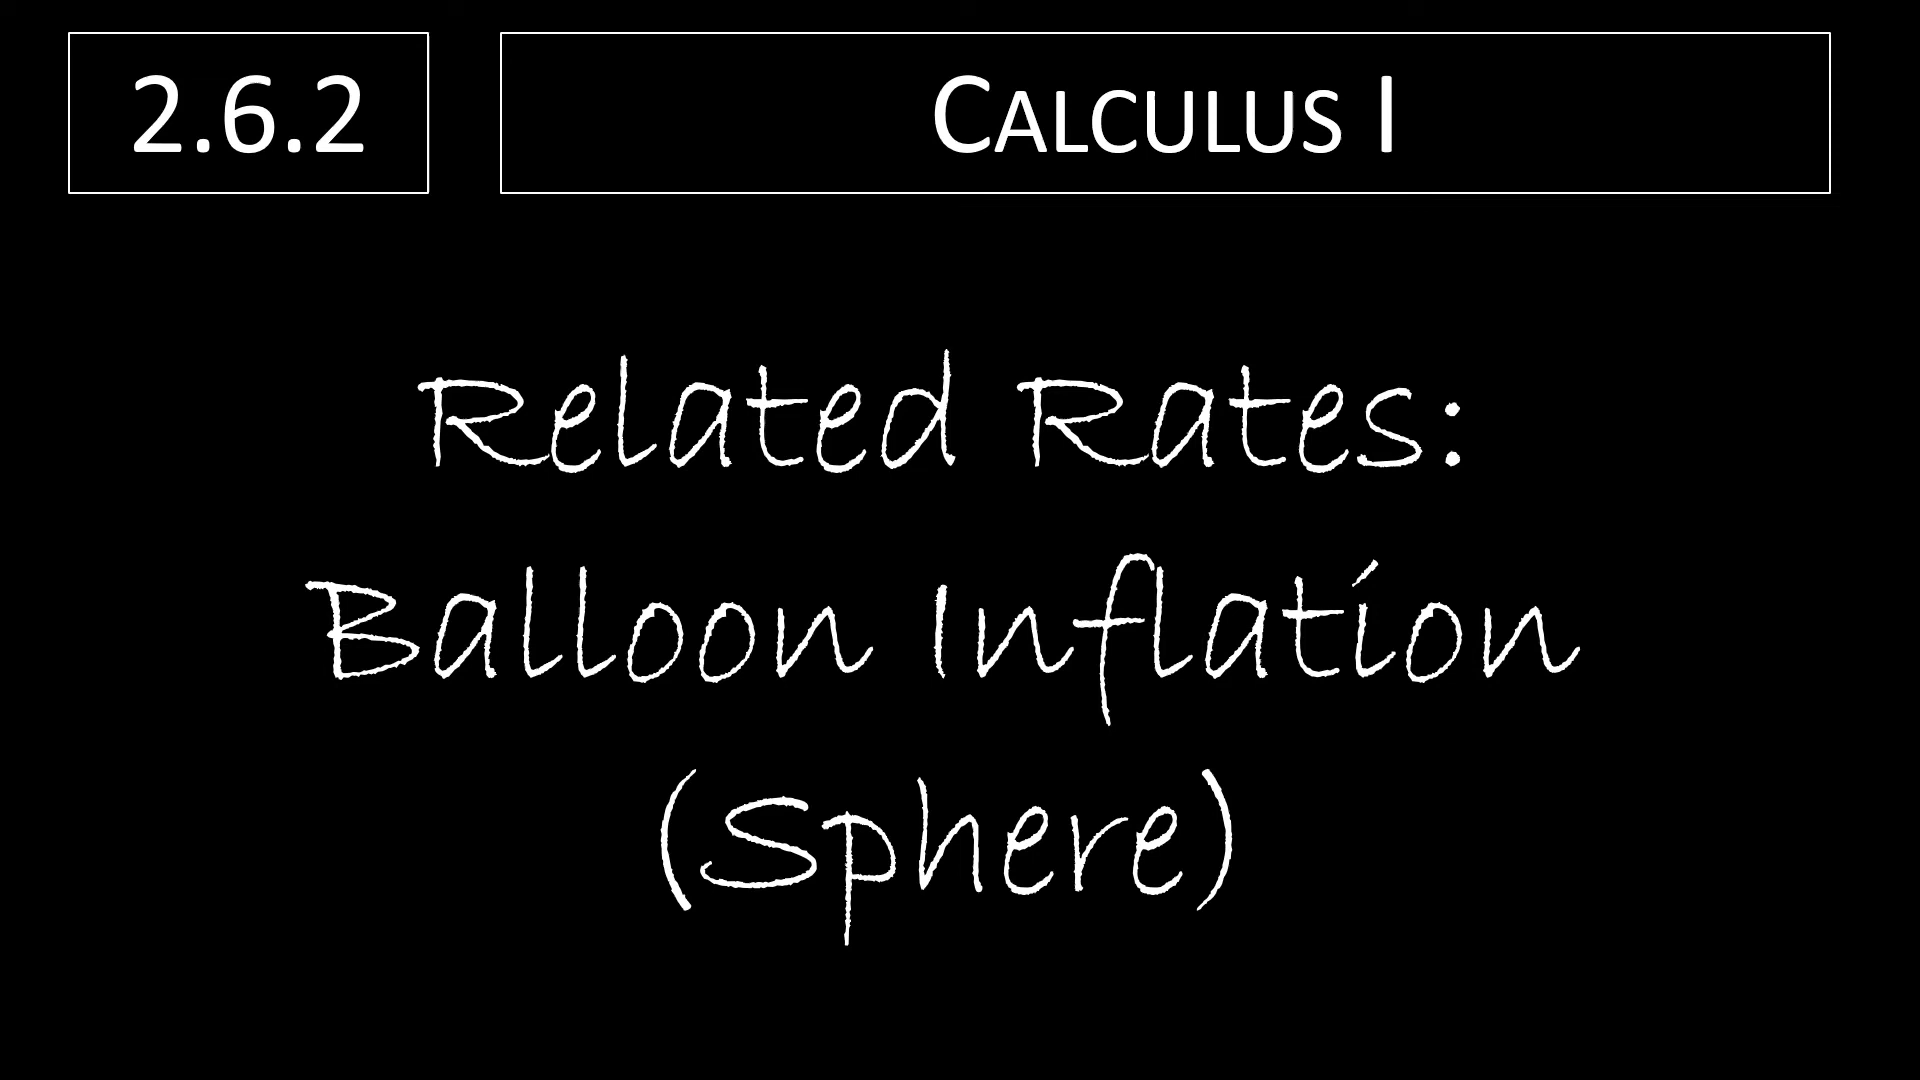 2.6.2
CALCULUS I
Related Rates:
Balloon Inflation
(Sphere)